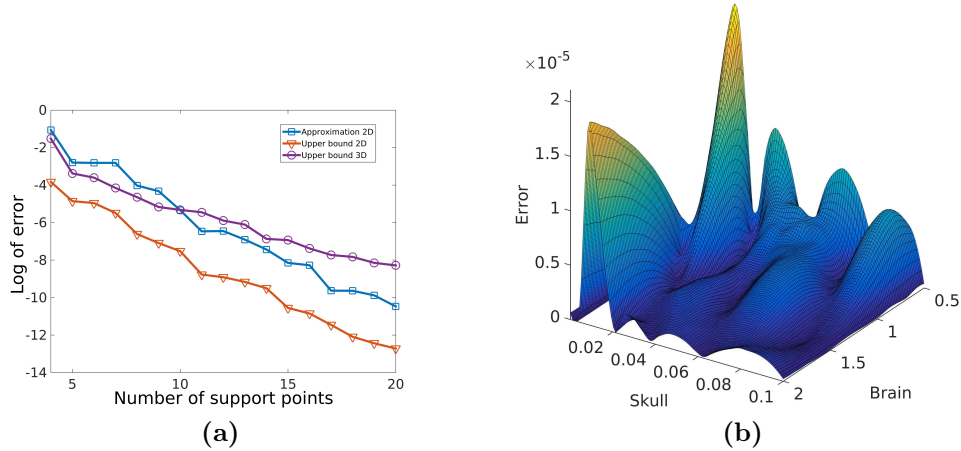 0
-2
-4
-6
-8
-10
-12
-14
5
10
15
20
Log of error
Number of support points
Approximation 2D
Upper bound 2D
Upper bound 3D
(a)
×10⁻⁵
2
1.5
1
0.5
0
Error
0.02
0.04
0.06
0.08
0.1
Skull
2
1.5
1
0.5
Brain
(b)